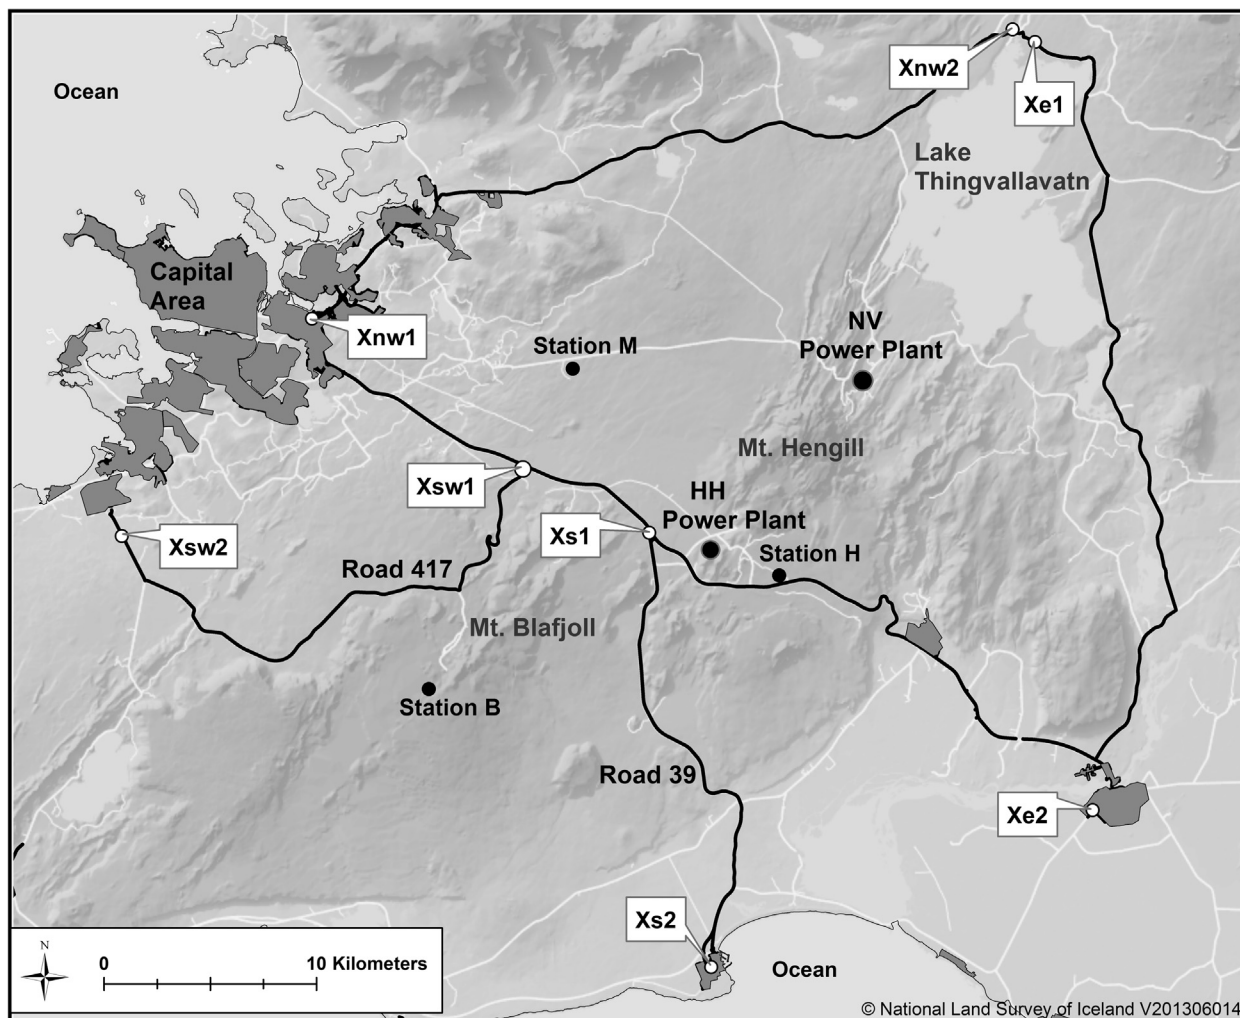 Ocean
Xnw2
Xe1
Lake
Thingvallavatn
Capital
Area
Xnw1
Station M
NV
Power Plant
Mt. Hengill
Xsw1
HH
Power Plant
Xs1
Xsw2
Station H
Road 417
Mt. Blafjoll
Station B
Road 39
Xe2
Xs2
N
0
10 Kilometers
Ocean
© National Land Survey of Iceland V201306014